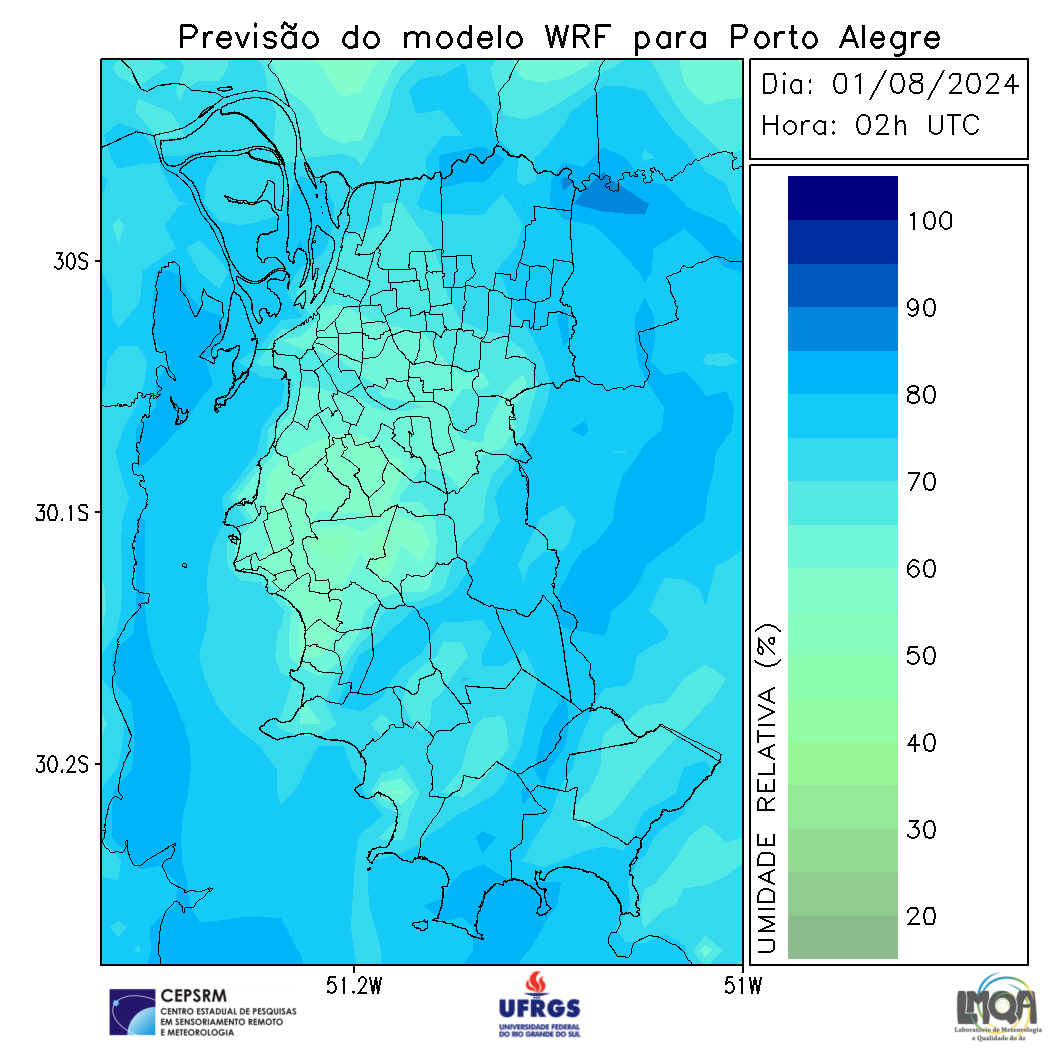 Previsão do modelo WRF para Porto Alegre
Dia: 01/08/2024
Hora: 02h UTC
30S
30.1S
30.2S
51.2W
51W
100
90
80
70
60
50
40
30
20
UMIDADE RELATIVA (%)
CEPSRM
CENTRO ESTADUAL DE PESQUISAS
EM SENSORIAMENTO REMOTO
E METEOROLOGIA
UFRGS
UNIVERSIDADE FEDERAL
DO RIO GRANDE DO SUL
LMQA
Laboratório de Meteorologia
e Qualidade do Ar